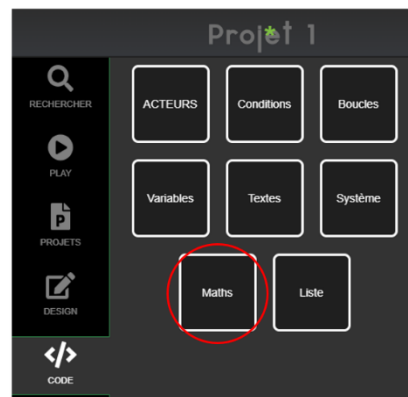 Projet 1
RECHERCHER
ACTEURS Conditions Boucles
PLAY
Variables Textes Système
PROJETS
Maths Liste
DESIGN
CODE